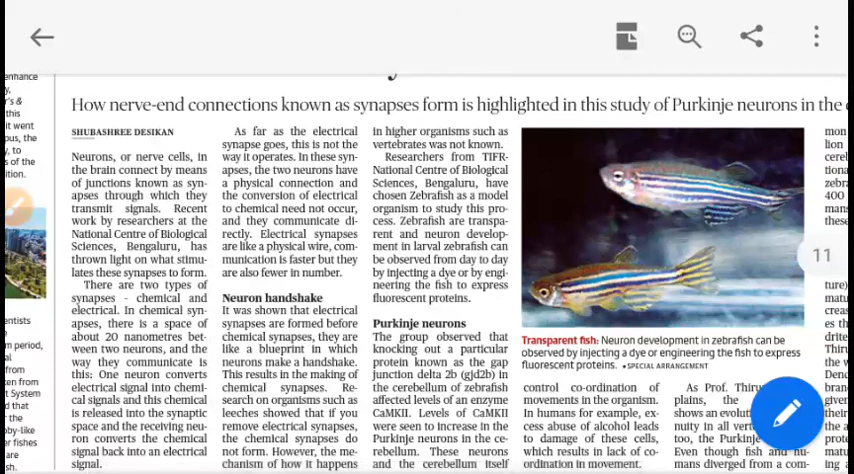 How nerve-end connections known as synapses form is highlighted in this study of Purkinje neurons in the
SHUBASHREE DESIKAN
Neurons, or nerve cells, in
the brain connect by means
of junctions known as syn-
apses through which they
transmit signals. Recent
work by researchers at the
National Centre of Biological
Sciences, Bengaluru, has
thrown light on what stimu-
lates these synapses to form.
There are two types of
synapses - chemical and
electrical. In chemical syn-
apses, there is a space of
about 20 nanometres bet-
ween two neurons, and the
way they communicate is
this: One neuron converts
electrical signal into chemi-
cal signals and this chemical
is released into the synaptic
space and the receiving neu-
ron converts the chemical
signal back into an electrical
signal.
As far as the electrical
synapse goes, this is not the
way it operates. In these syn-
apses, the two neurons have
a physical connection and
the conversion of electrical
to chemical need not occur,
and they communicate di-
rectly. Electrical synapses
are like a physical wire, com-
munication is faster but they
are also fewer in number.
Neuron handshake
It was shown that electrical
synapses are formed before
chemical synapses, they are
like a blueprint in which
neurons make a handshake.
This results in the making of
chemical synapses. Re-
search on organisms such as
leeches showed that if you
remove electrical synapses,
the chemical synapses do
not form. However, the me-
chanism of how it happens
in higher organisms such as
vertebrates was not known.
Researchers from TIFR-
National Centre of Biological
Sciences, Bengaluru, have
chosen Zebrafish as a model
organism to study this pro-
cess. Zebrafish are transpa-
rent and neuron develop-
ment in larval zebrafish can
be observed from day to day
by injecting a dye or by engi-
neering the fish to express
fluorescent proteins.
Purkinje neurons
The group observed that
knocking out a particular
protein known as the gap
junction delta 2b (gjd2b) in
the cerebellum of zebrafish
affected levels of an enzyme
CaMKII. Levels of CaMKII
were seen to increase in the
Purkinje neurons in the ce-
rebellum. These neurons
and the cerebellum itself
Transparent fish: Neuron development in zebrafish can be
observed by injecting a dye or engineering the fish to express
fluorescent proteins. •SPECIAL ARRANGEMENT
control co-ordination of
movements in the organism.
In humans for example, ex-
cess abuse of alcohol leads
to damage of these cells,
which results in lack of co-
ordination in movement.
As Prof.
plains, the
shows an
nuity in all
too, the
Even though fish and
mans diverged from a com-
11